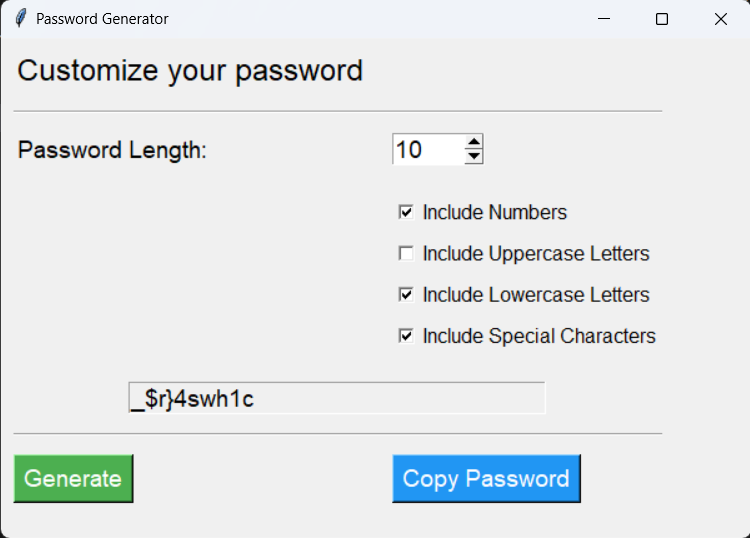 Password Generator
Customize your password
Password Length:
10
Include Numbers
Include Uppercase Letters
Include Lowercase Letters
Include Special Characters
_$r}4swh1c
Generate
Copy Password